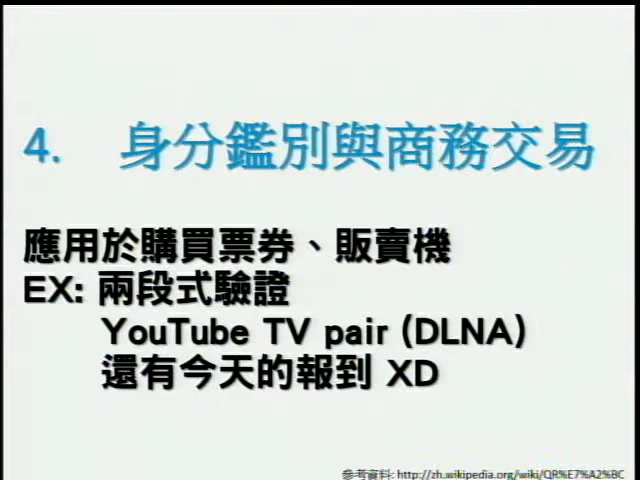 4. 身分鑑別與商務交易
應用於購買票券、販賣機
EX: 兩段式驗證
YouTube TV pair (DLNA)
還有今天的報到 XD
參考資料: http://zh.wikipedia.org/wiki/QR%E7%A2%BC